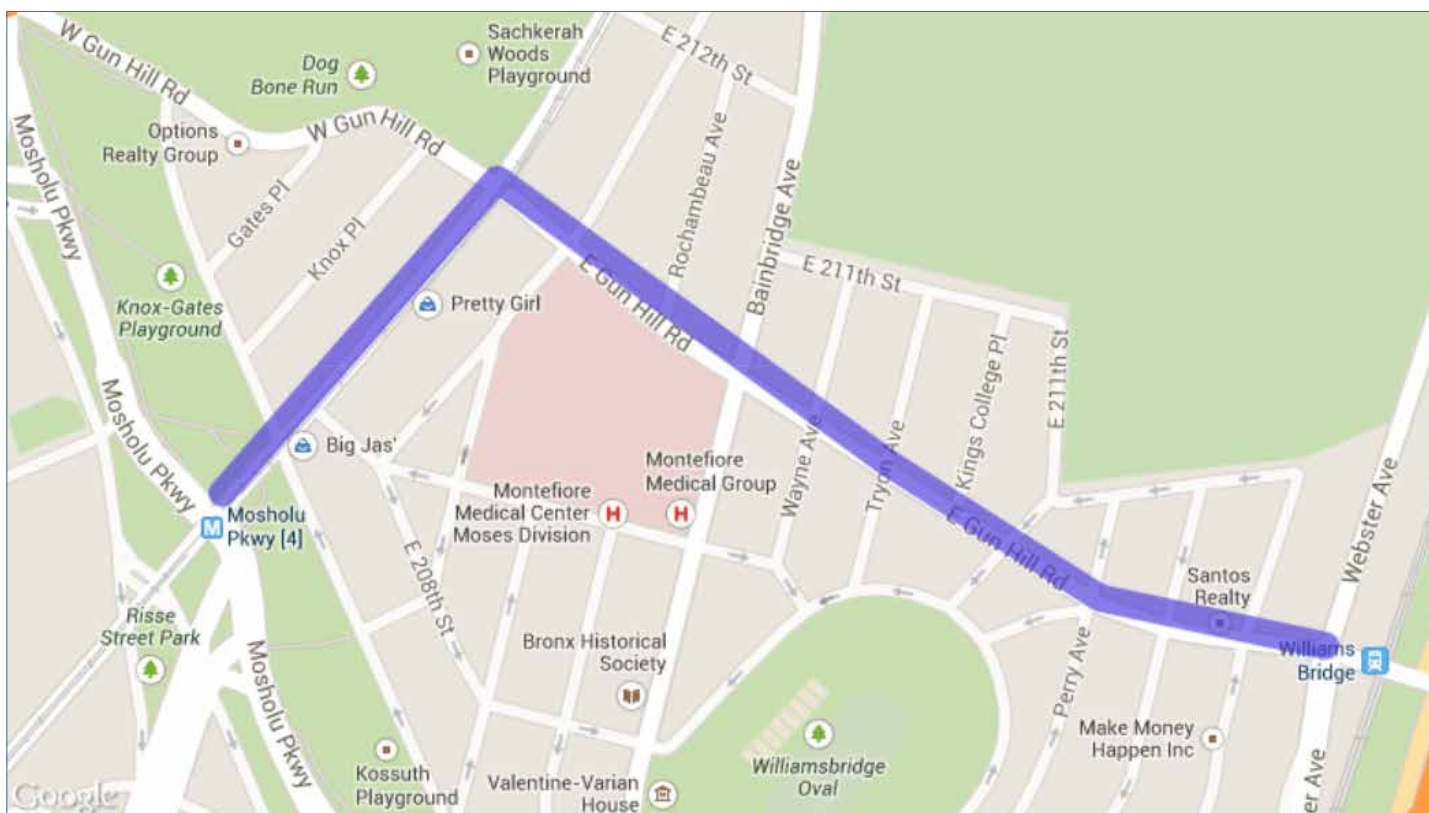 W Gun Hill Rd
Dog
Bone Run
Sachkerah
Woods
Playground
E 212th St
Options
Realty Group
W Gun Hill Rd
Mosholu Pkwy
Gates Pl
Knox Pl
Rochambeau Ave
Bainbridge Ave
Knox-Gates
Playground
Pretty Girl
E Gun Hill Rd
E 211th St
Kings College Pl
E 211th St
Mosholu Pkwy
Big Jas'
Wayne Ave
Tryon Ave
Montefiore
Medical Group
M
Mosholu
Pkwy [4]
Montefiore
Medical Center
Moses Division
H
H
E Gun Hill Rd
Webster Ave
E 208th St
Santos
Realty
Risse
Street Park
Bronx Historical
Society
Williams
Bridge
Perry Ave
Mosholu Pkwy
Make Money
Happen Inc
Kossuth
Playground
Valentine-Varian
House
Williamsbridge
Oval
ter Ave
Google